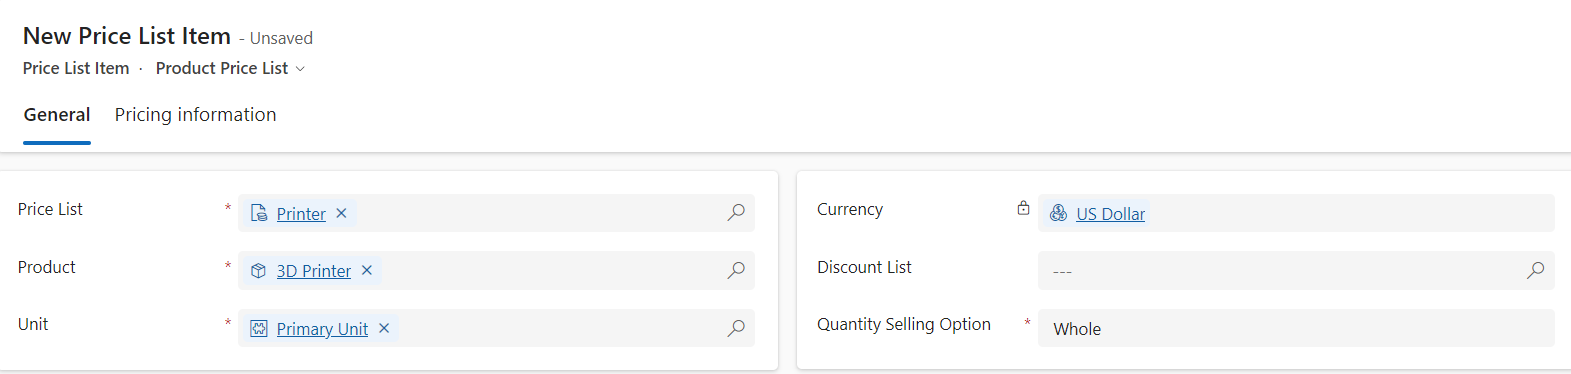 New Price List Item - Unsaved
Price List Item · Product Price List
General Pricing information
Price List * Printer
Product * 3D Printer
Unit * Primary Unit
Currency US Dollar
Discount List ---
Quantity Selling Option * Whole